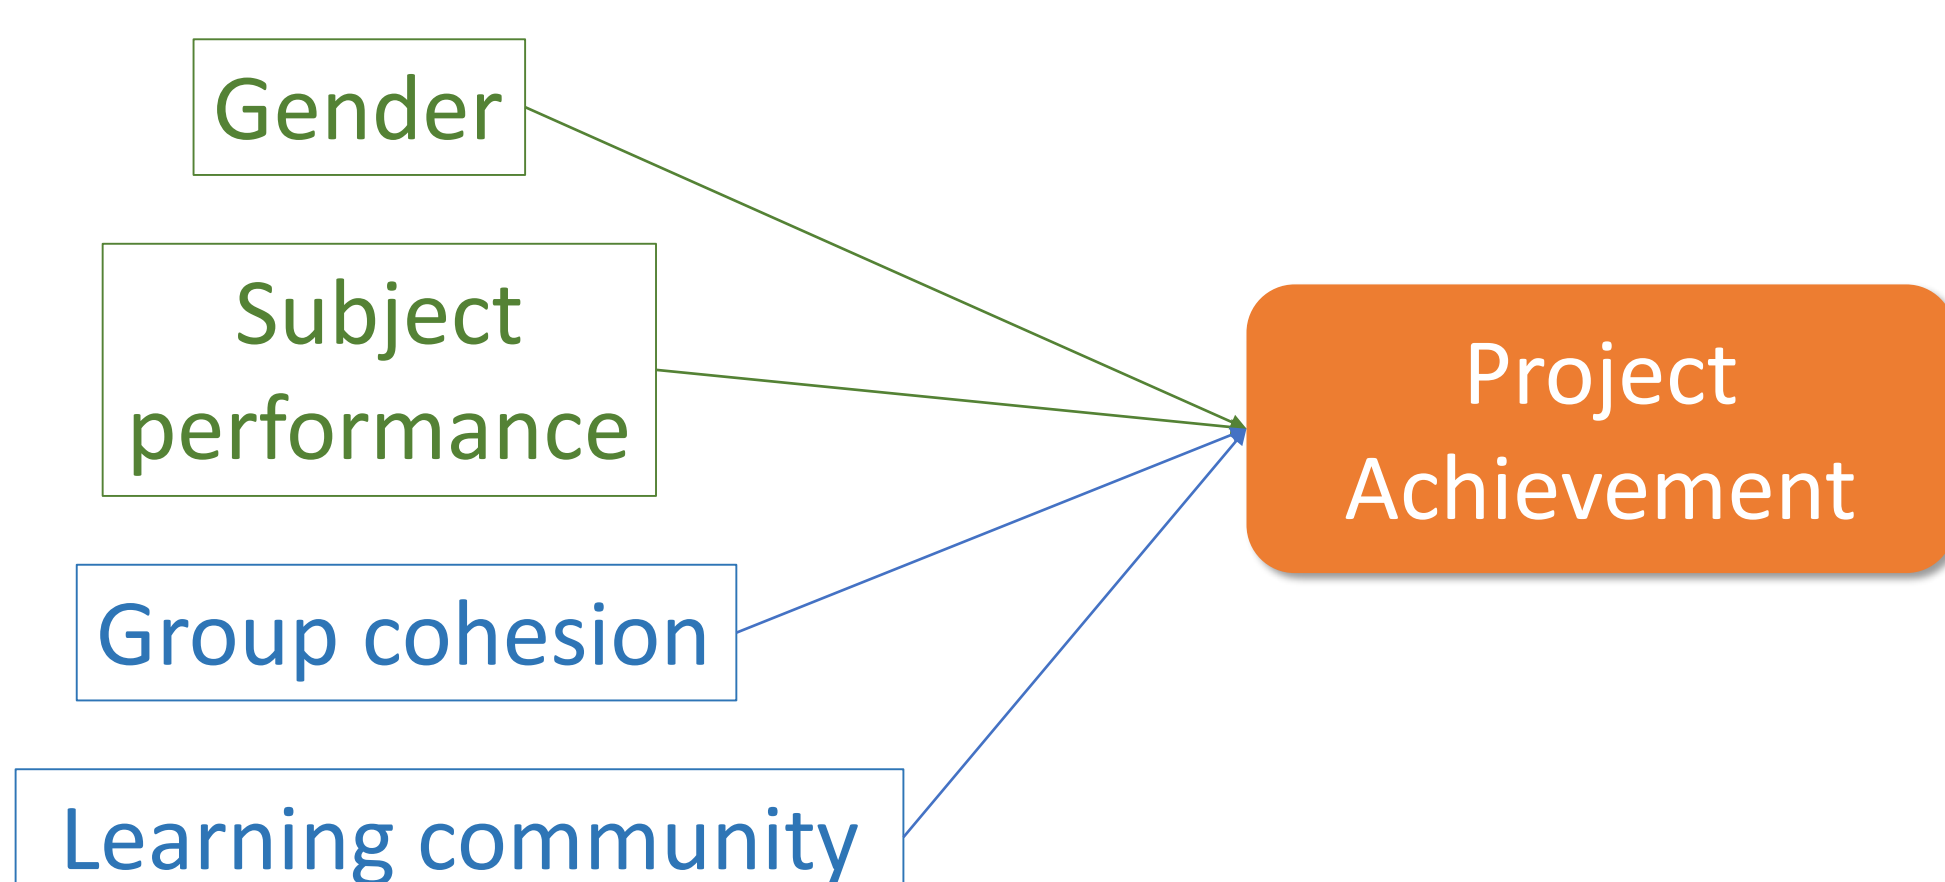 Gender
Subject
performance
Group cohesion
Learning community
Project
Achievement